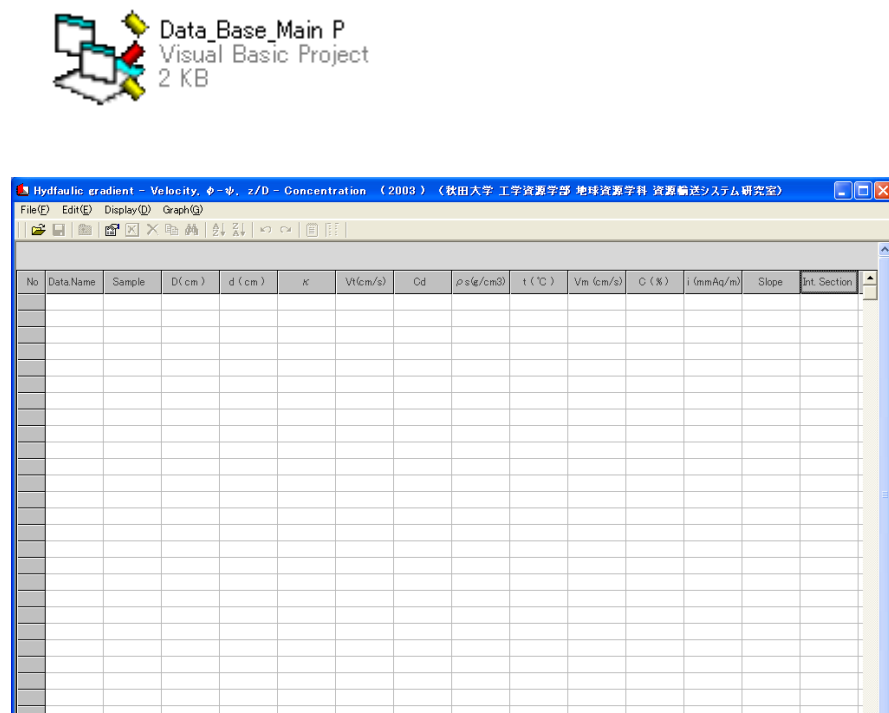 Data_Base_Main P
Visual Basic Project
2 KB
Hydfaulic gradient - Velocity, φ-ψ, z/D - Concentration （2003） （秋田大学 工学資源学部 地球資源学科 資源輸送システム研究室）
File(F) Edit(E) Display(D) Graph(G)
No Data.Name Sample D(cm) d(cm) κ Vt(cm/s) Cd ρs(g/cm3) t(℃) Vm(cm/s) C(%) i(mmAq/m) Slope Int. Section